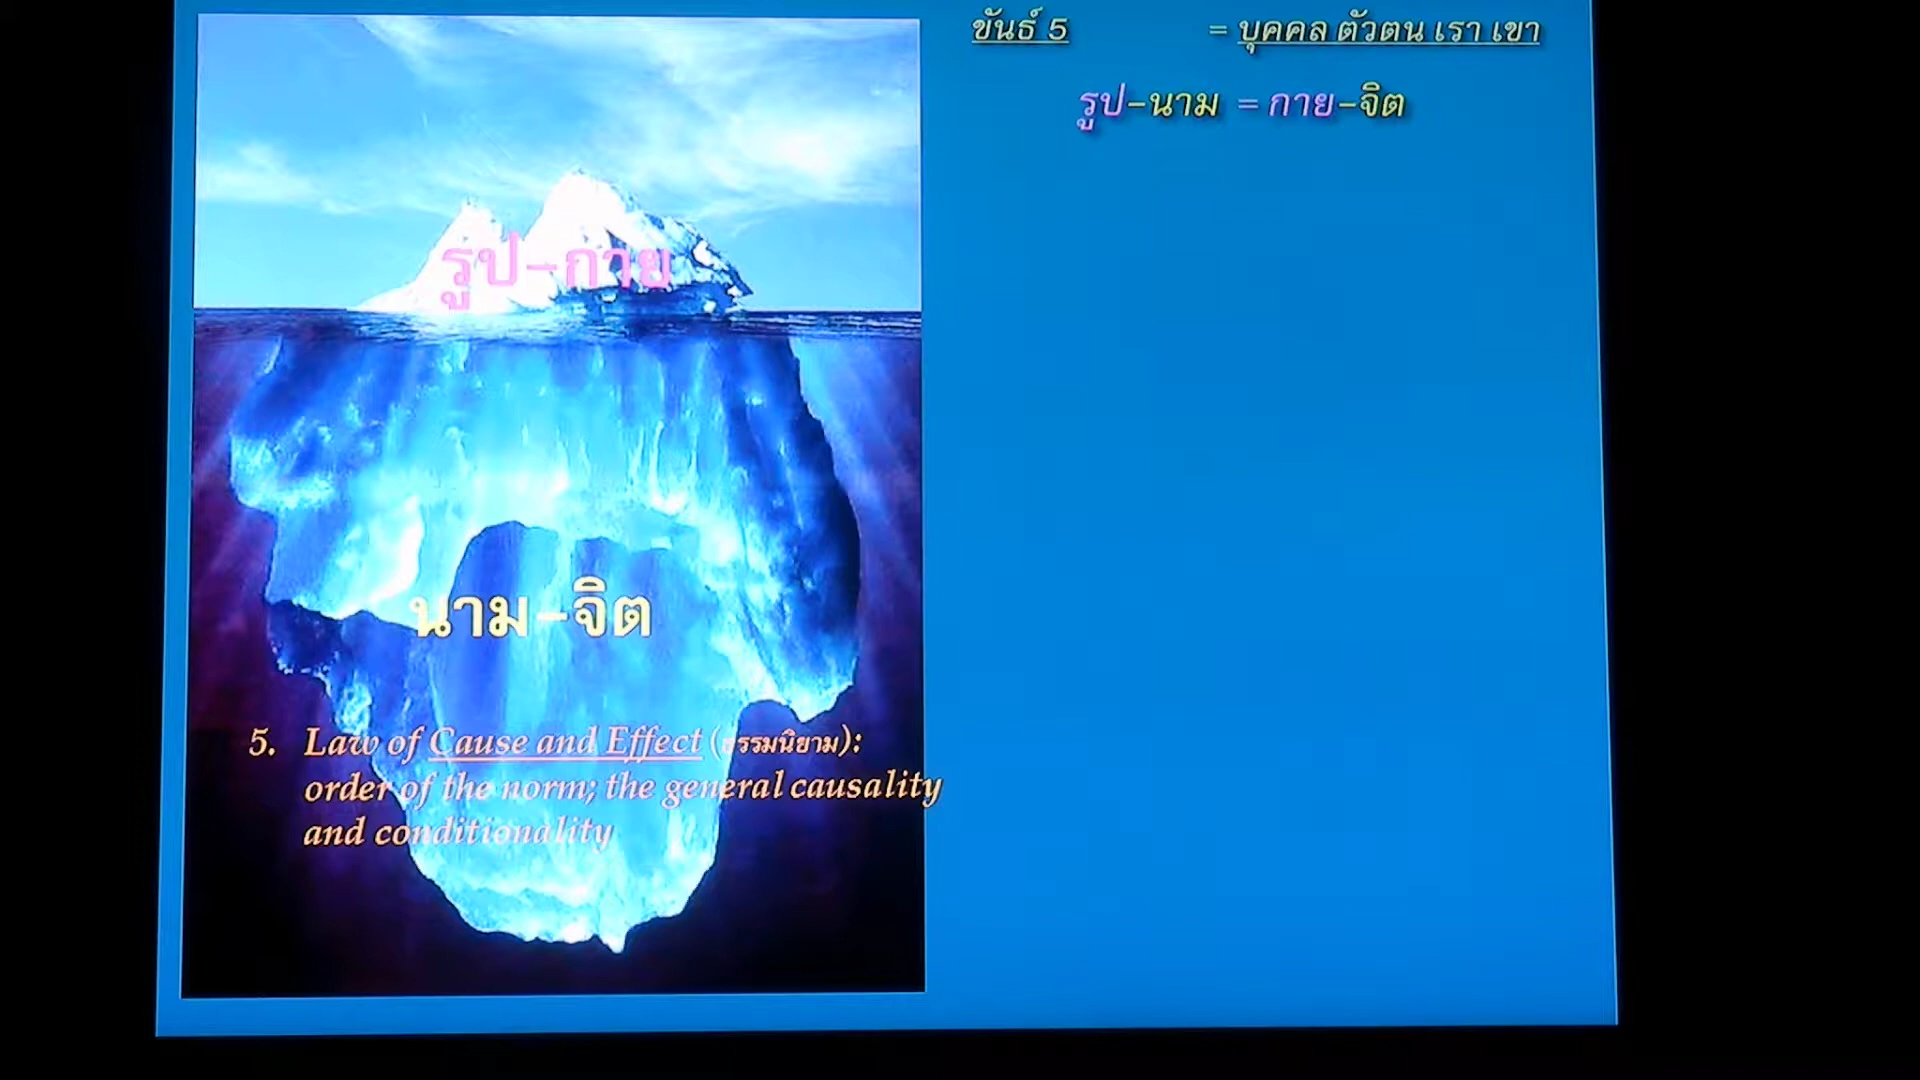 ขันธ์ 5 = บุคคล ตัวตน เรา เขา
รูป-นาม = กาย-จิต
รูป-กาย
นาม-จิต
5. Law of Cause and Effect (ธรรมนิยาม):
order of the norm; the general causality
and conditionality